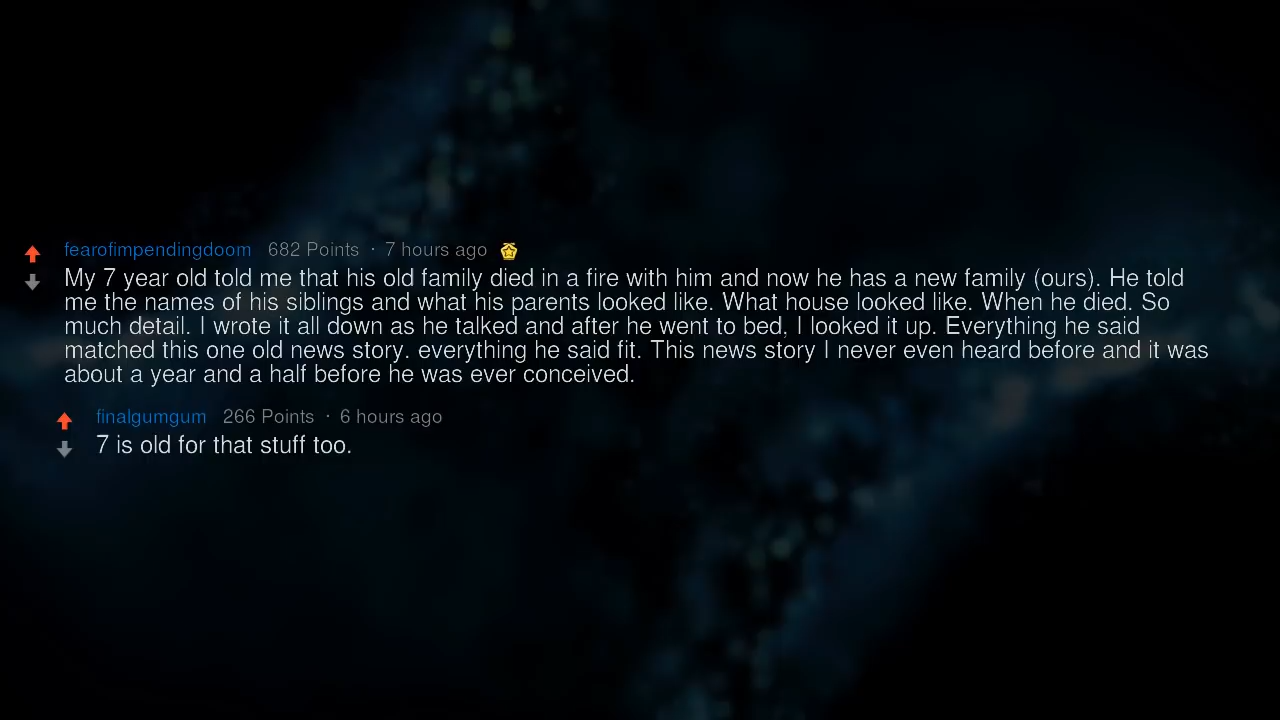 fearofimpendingdoom 682 Points · 7 hours ago
My 7 year old told me that his old family died in a fire with him and now he has a new family (ours). He told
me the names of his siblings and what his parents looked like. What house looked like. When he died. So
much detail. I wrote it all down as he talked and after he went to bed, I looked it up. Everything he said
matched this one old news story. everything he said fit. This news story I never even heard before and it was
about a year and a half before he was ever conceived.
finalgumgum 266 Points · 6 hours ago
7 is old for that stuff too.